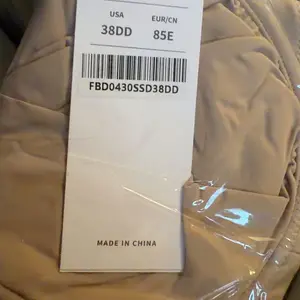 USA EUR/CN
38DD 85E
FBD0430SSD38DD
MADE IN CHINA